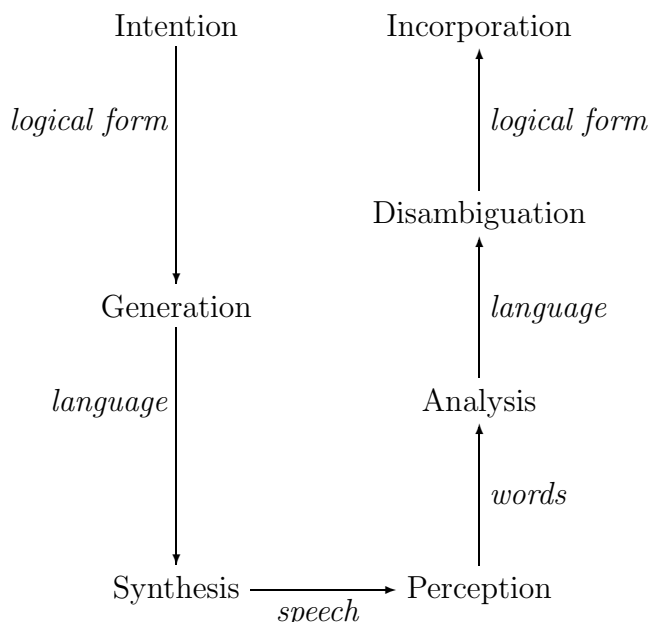 Intention
Incorporation
logical form
logical form
Disambiguation
Generation
language
language
Analysis
words
Synthesis
Perception
speech